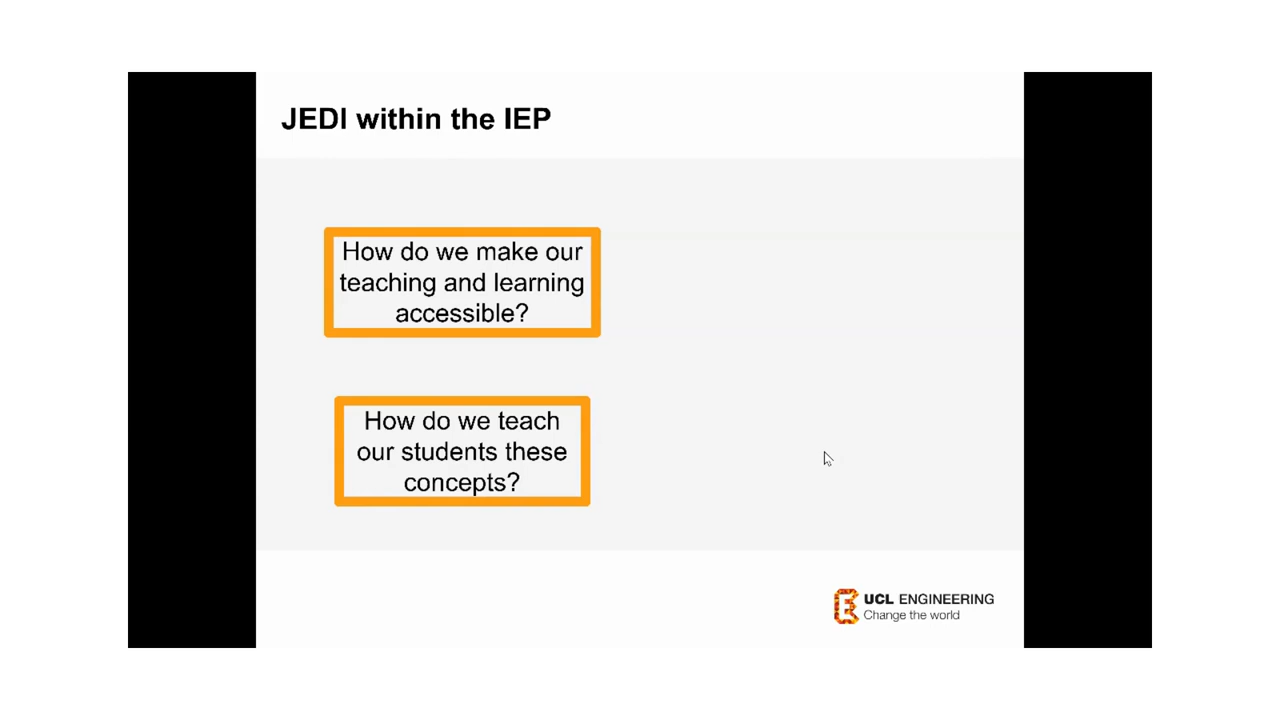 JEDI within the IEP
How do we make our
teaching and learning
accessible?
How do we teach
our students these
concepts?
UCL ENGINEERING
Change the world